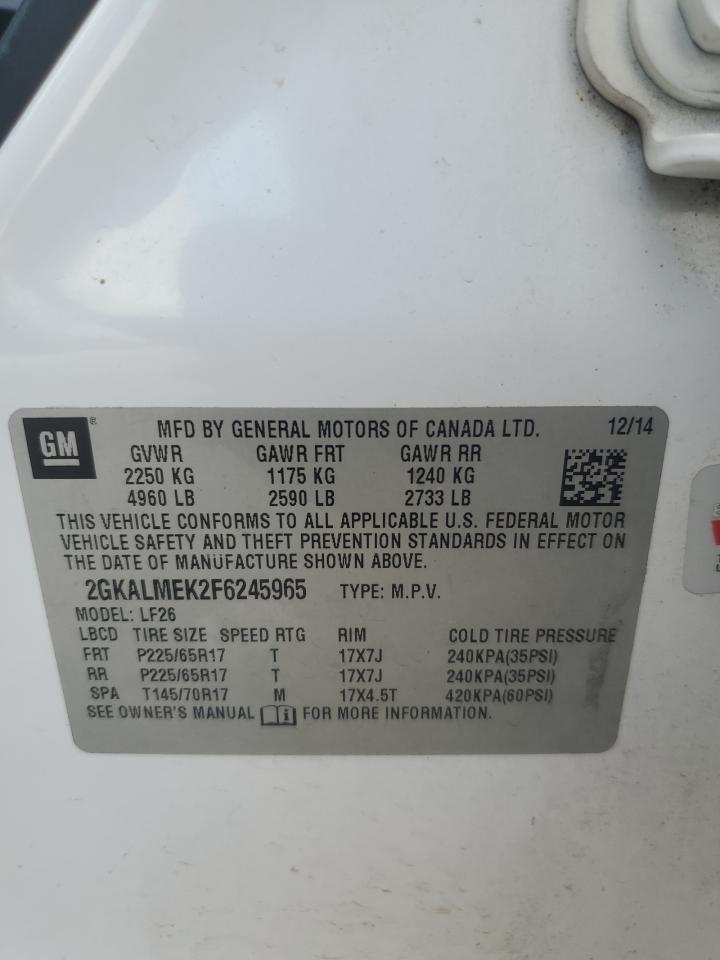 GM ® MFD BY GENERAL MOTORS OF CANADA LTD. 12/14
GVWR GAWR FRT GAWR RR
2250 KG 1175 KG 1240 KG
4960 LB 2590 LB 2733 LB
THIS VEHICLE CONFORMS TO ALL APPLICABLE U.S. FEDERAL MOTOR
VEHICLE SAFETY AND THEFT PREVENTION STANDARDS IN EFFECT ON
THE DATE OF MANUFACTURE SHOWN ABOVE.
2GKALMEK2F6245965 TYPE: M.P.V.
MODEL: LF26
LBCD TIRE SIZE SPEED RTG RIM COLD TIRE PRESSURE
FRT P225/65R17 T 17X7J 240KPA(35PSI)
RR P225/65R17 T 17X7J 240KPA(35PSI)
SPA T145/70R17 M 17X4.5T 420KPA(60PSI)
SEE OWNER'S MANUAL FOR MORE INFORMATION.